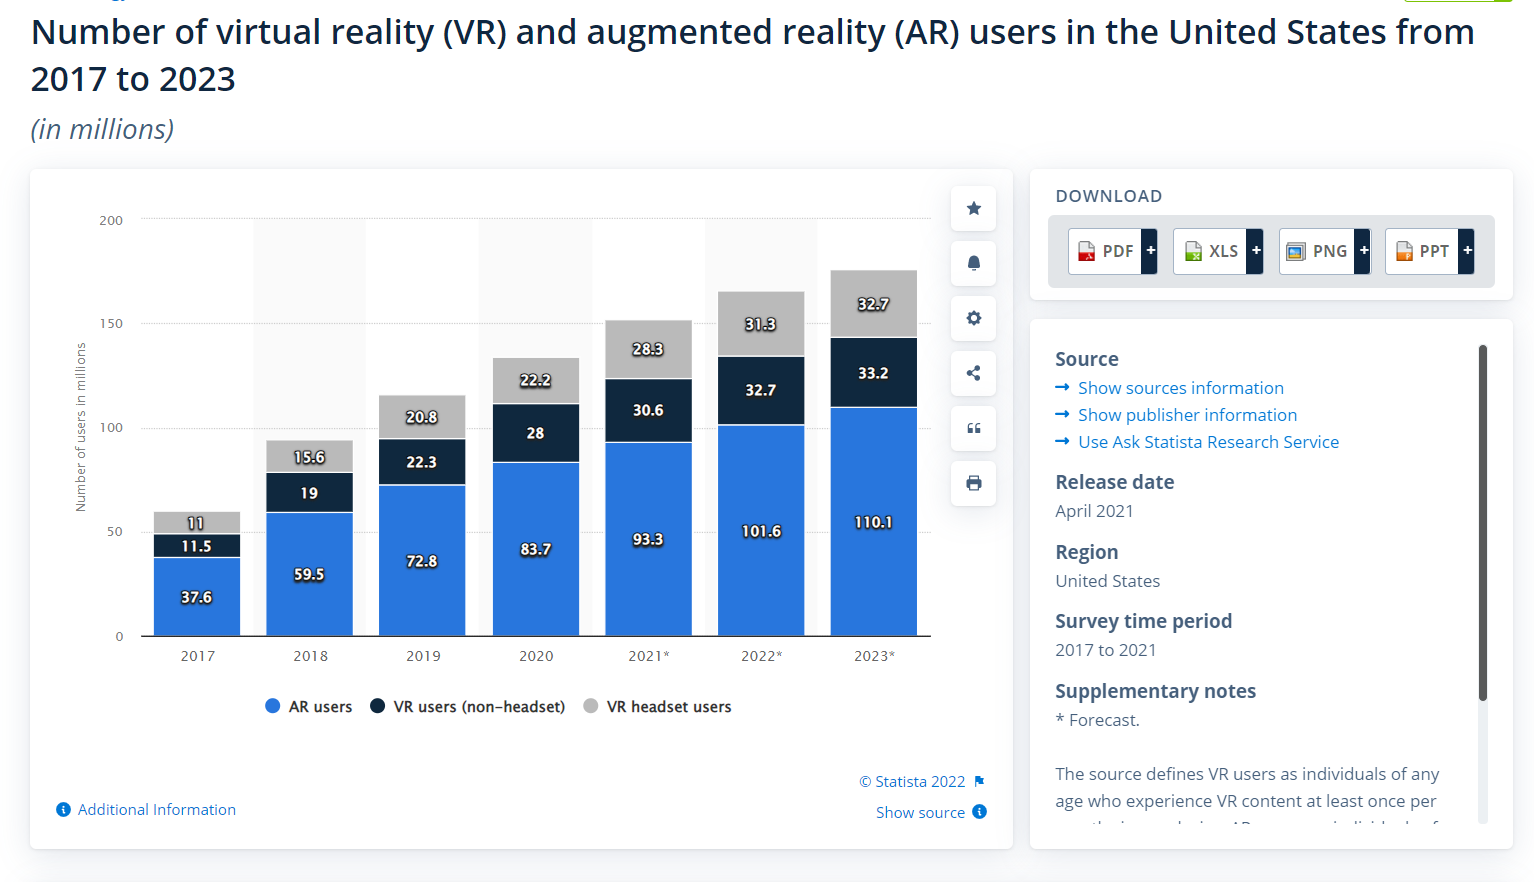 Number of virtual reality (VR) and augmented reality (AR) users in the United States from
2017 to 2023
(in millions)
200
150
100
50
0
Number of users in millions
11
11.5
37.6
15.6
19
59.5
20.8
22.3
72.8
22.2
28
83.7
28.3
30.6
93.3
31.3
32.7
101.6
32.7
33.2
110.1
2017 2018 2019 2020 2021* 2022* 2023*
AR users VR users (non-headset) VR headset users
© Statista 2022
Additional Information
Show source
DOWNLOAD
PDF + XLS + PNG + PPT +
Source
Show sources information
Show publisher information
Use Ask Statista Research Service
Release date
April 2021
Region
United States
Survey time period
2017 to 2021
Supplementary notes
* Forecast.
The source defines VR users as individuals of any
age who experience VR content at least once per